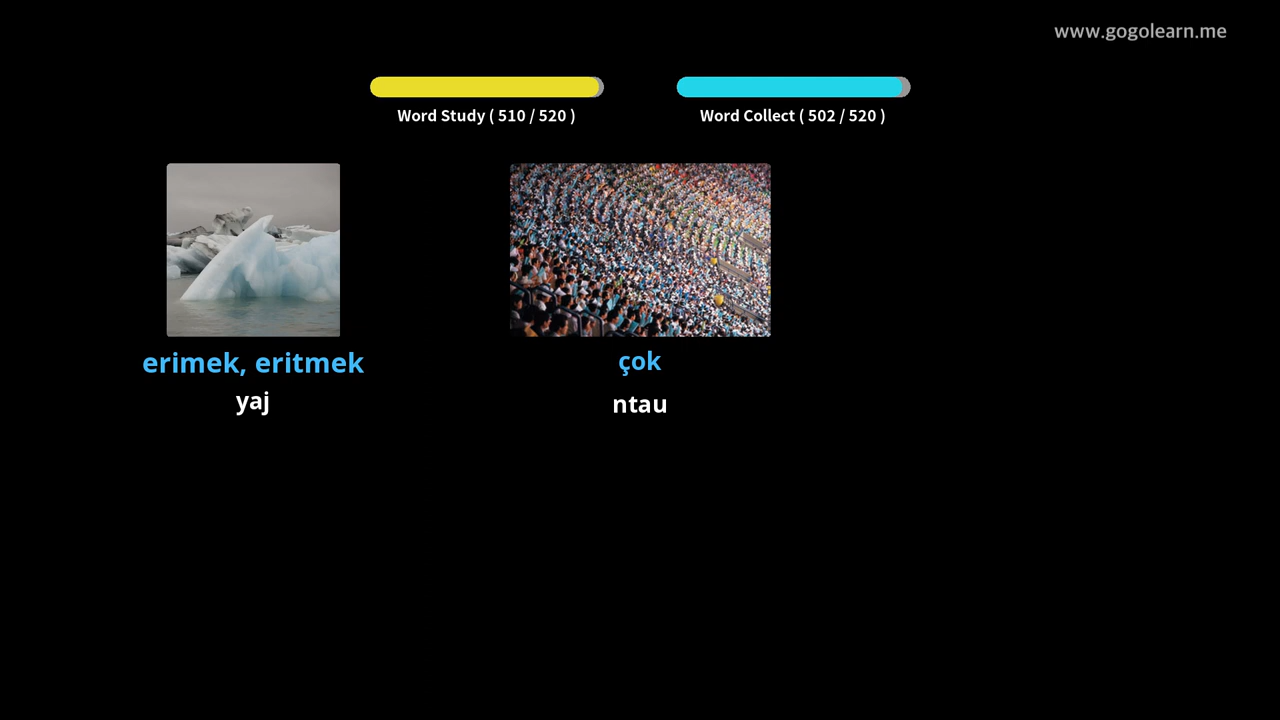 www.gogolearn.me
Word Study ( 510 / 520 )
Word Collect ( 502 / 520 )
erimek, eritmek
yaj
çok
ntau